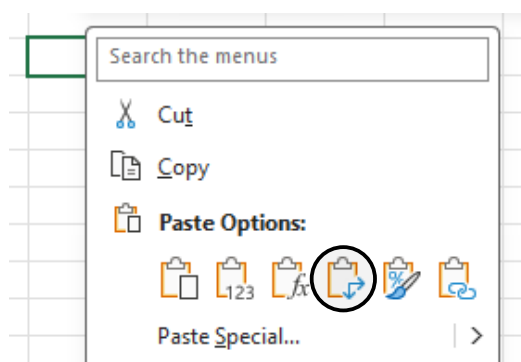 Search the menus
Cut
Copy
Paste Options:
123 fx %
Paste Special...